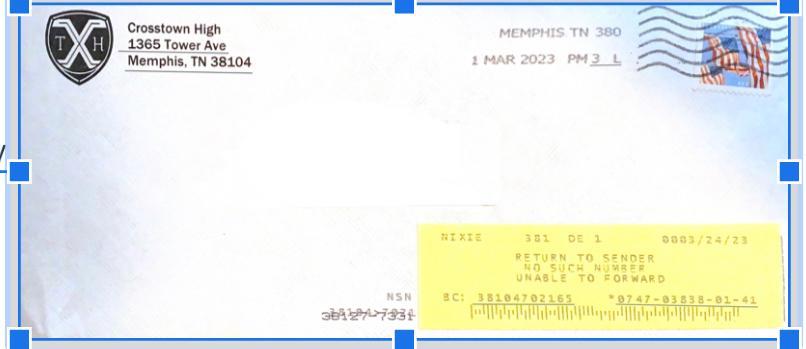 T H
Crosstown High
1365 Tower Ave
Memphis, TN 38104
MEMPHIS TN 380
1 MAR 2023 PM 3 L
NIXIE 381 DE 1 0003/24/23
RETURN TO SENDER
NO SUCH NUMBER
UNABLE TO FORWARD
NSN
BC: 38104702165 *0747-03838-01-41
38127-7331